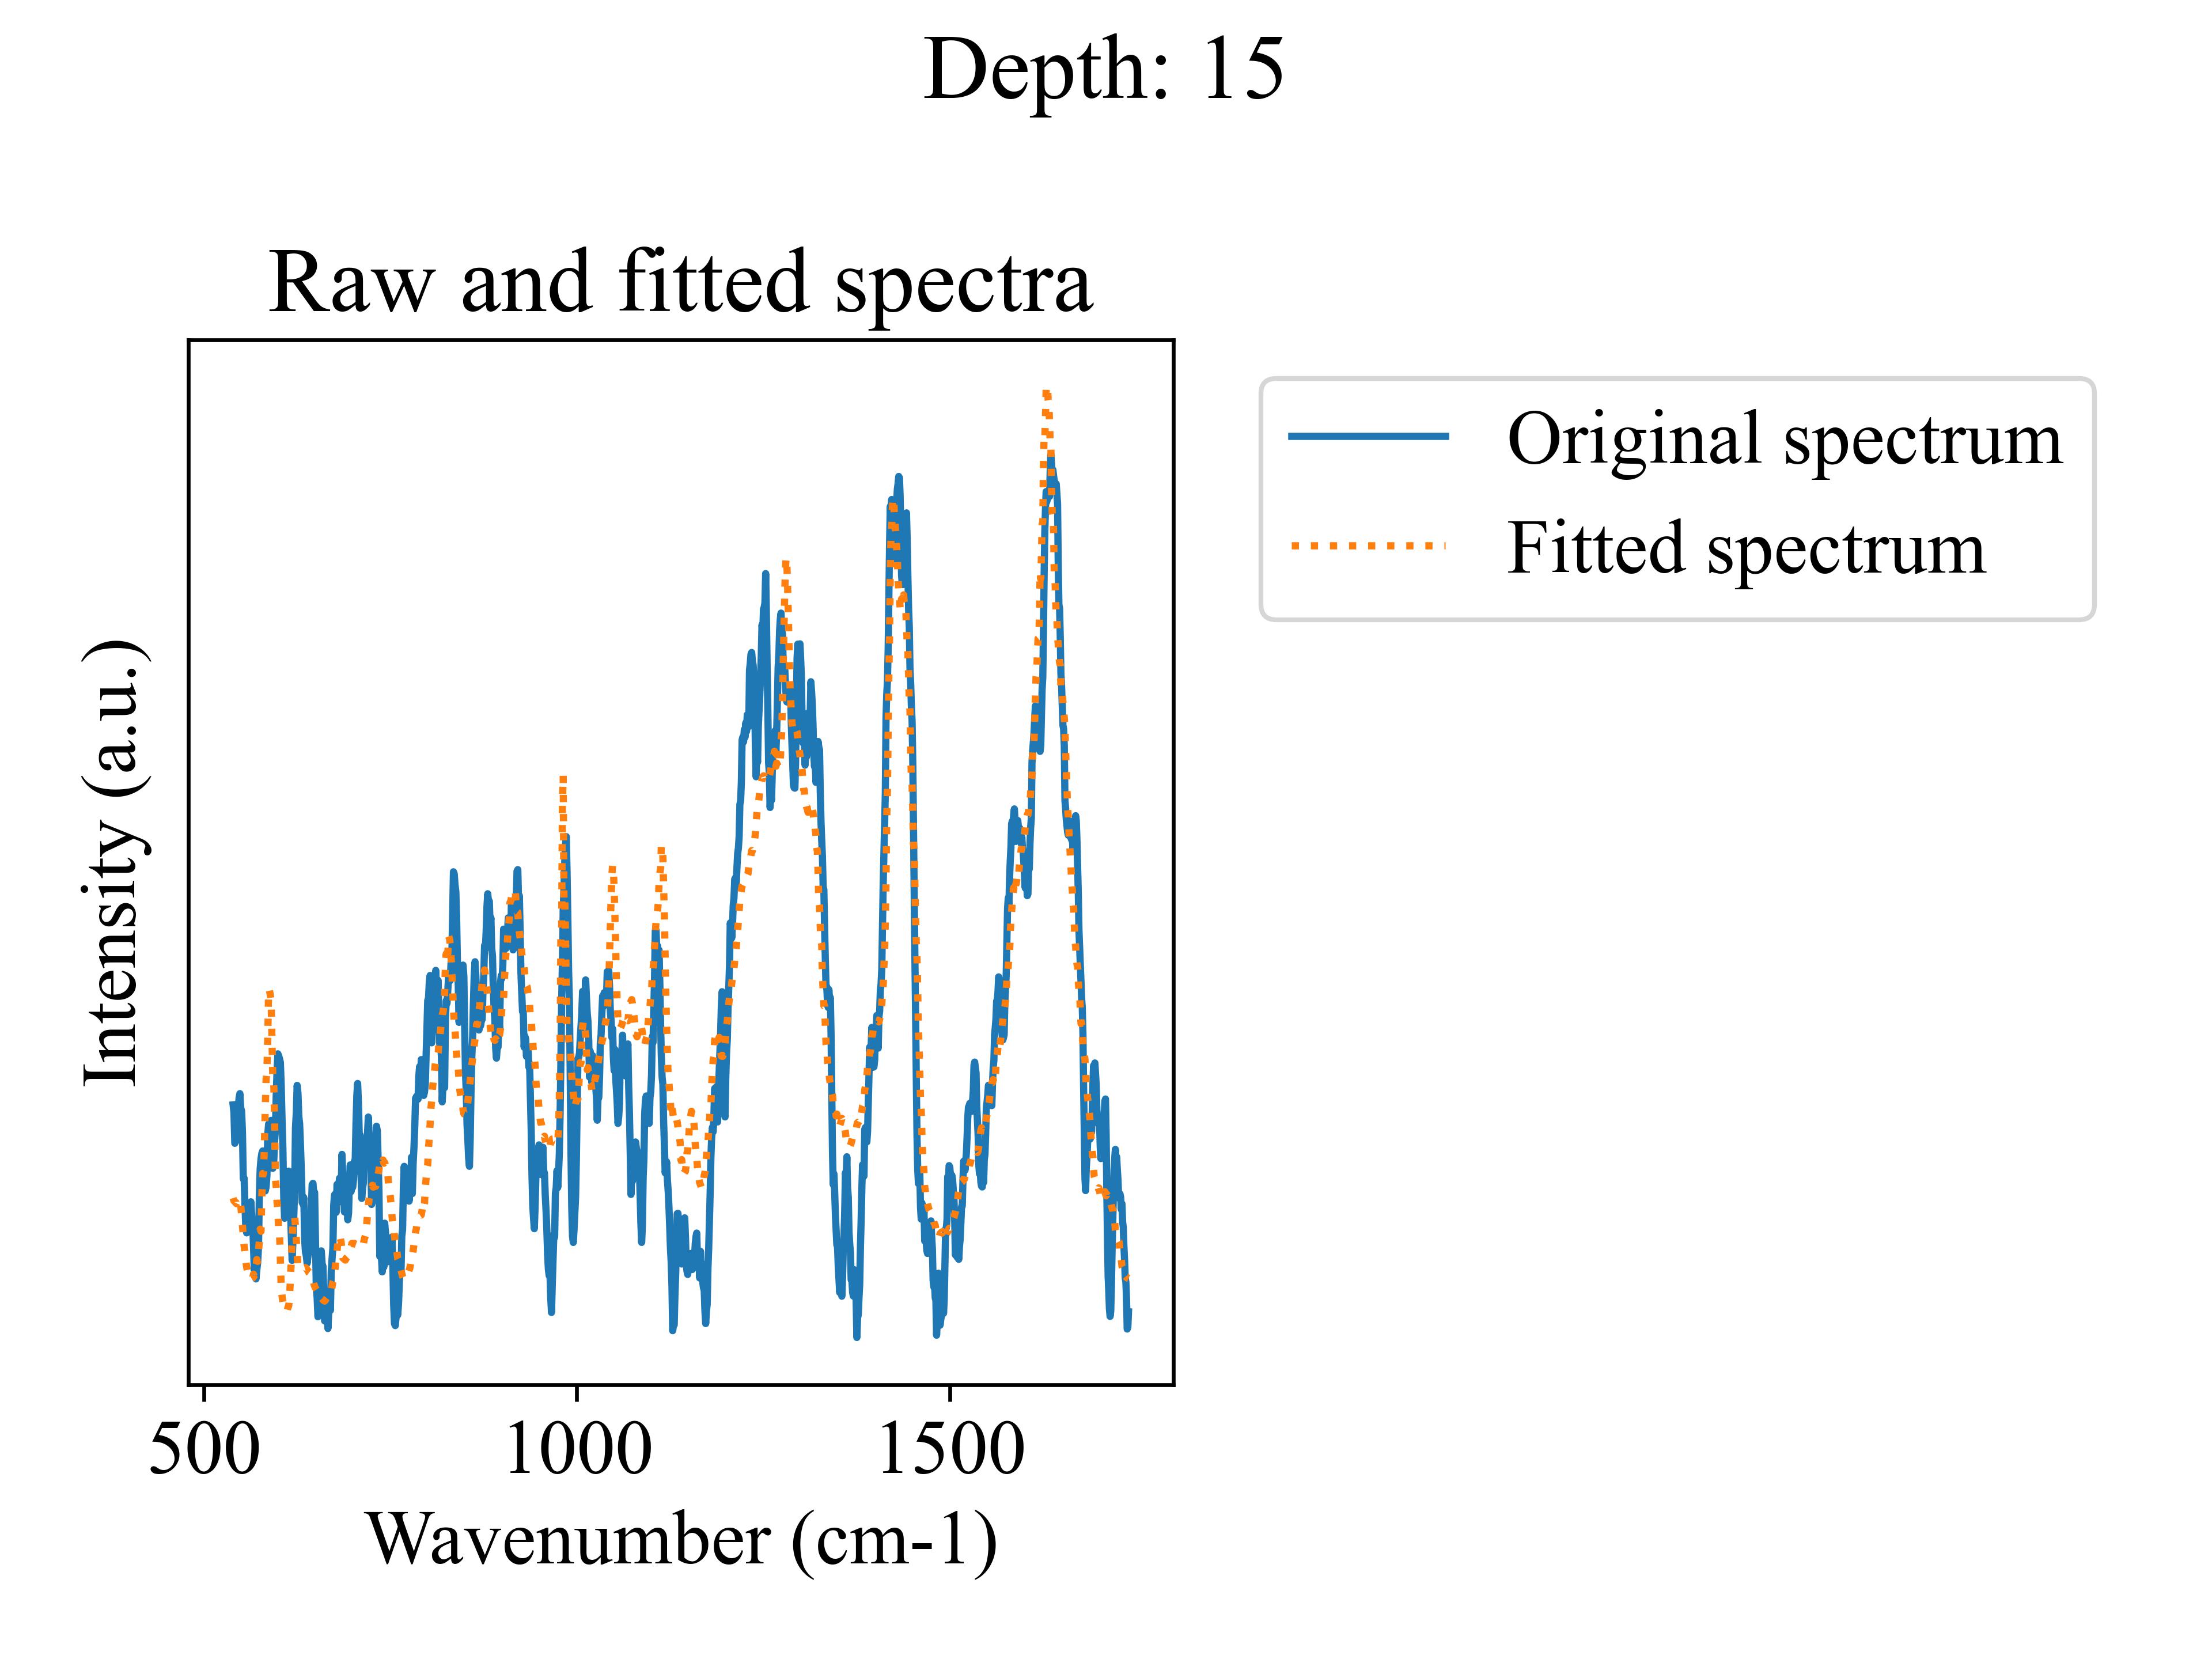 Depth: 15
Raw and fitted spectra
Original spectrum
Fitted spectrum
Intensity (a.u.)
500
1000
1500
Wavenumber (cm-1)